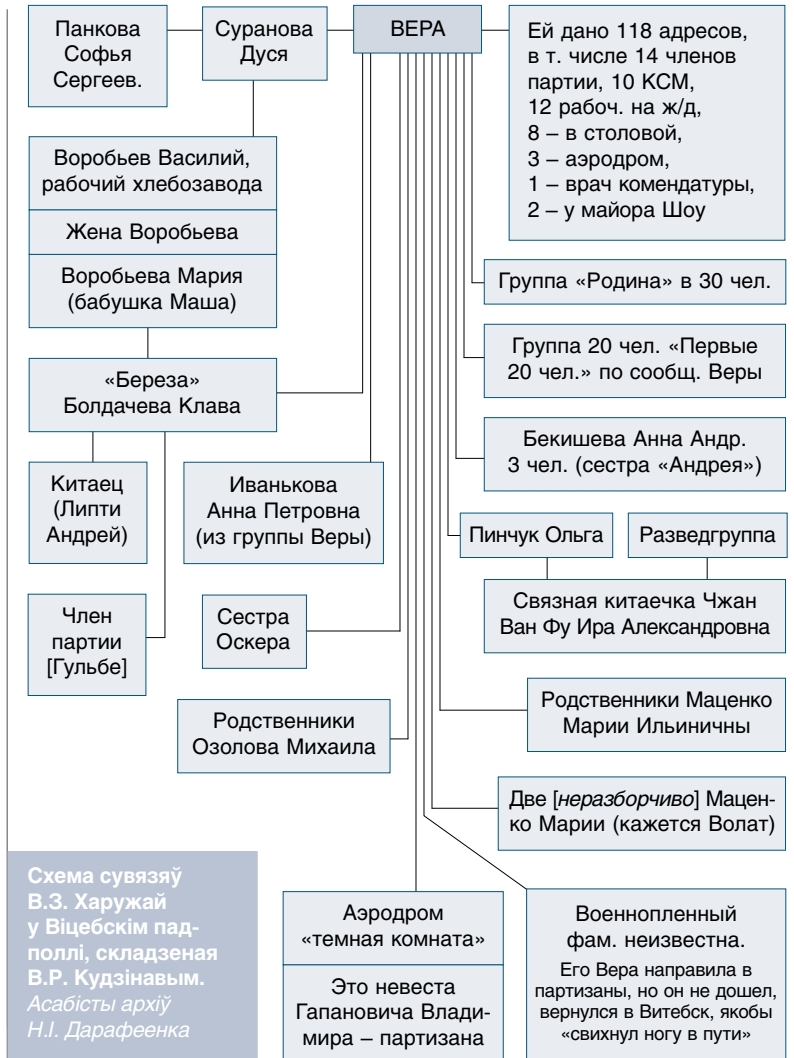 Панкова
Софья
Сергеев.
Суранова
Дуся
ВЕРА
Ей дано 118 адресов,
в т. числе 14 членов
партии, 10 КСМ,
12 рабоч. на ж/д,
8 – в столовой,
3 – аэродром,
1 – врач комендатуры,
2 – у майора Шоу
Воробьев Василий,
рабочий хлебозавода
Жена Воробьева
Воробьева Мария
(бабушка Маша)
Группа «Родина» в 30 чел.
Группа 20 чел. «Первые
20 чел.» по сообщ. Веры
«Береза»
Болдачева Клава
Бекишева Анна Андр.
3 чел. (сестра «Андрея»)
Китаец
(Липти
Андрей)
Иванькова
Анна Петровна
(из группы Веры)
Пинчук Ольга
Разведгруппа
Связная китаечка Чжан
Ван Фу Ира Александровна
Член
партии
[Гульбе]
Сестра
Оскера
Родственники
Озолова Михаила
Родственники Маценко
Марии Ильиничны
Две [неразборчиво] Мацен-
ко Марии (кажется Волат)
Схема сувязяў
В.З. Харужай
у Віцебскім пад-
поллі, складзеная
В.Р. Кудзінавым.
Асабісты архіў
Н.І. Дарафеенка
Аэродром
«темная комната»
Это невеста
Гапановича Влади-
мира – партизана
Военнопленный
фам. неизвестна.
Его Вера направила в
партизаны, но он не дошел,
вернулся в Витебск, якобы
«свихнул ногу в пути»